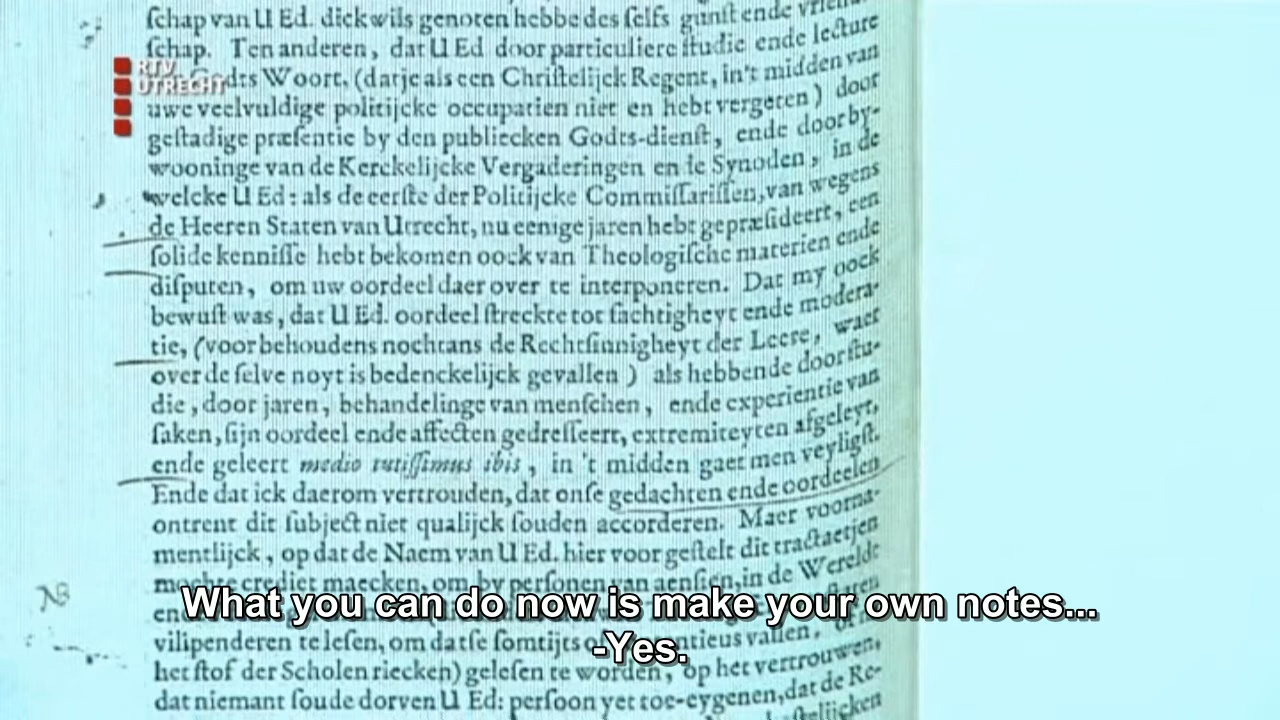 ſchap van U Ed. dickwils genoten hebbe des ſelfs gunſt ende
ſchap. Ten anderen, dat U Ed door particuliere ſtudie ende lecture
RTV
UTRECHT
Godts Woort, (dat je als een Chriſtelijck Regent, in't midden van
uwe veelvuldige politijcke occupatien niet en hebt vergeten) door
geſtadige præſentie by den publiecken Godts-dienſt, ende door by-
wooninge van de Kerckelijcke Vergaderingen en de Synoden, in de
welcke U Ed: als de eerſte der Politijcke Commiſſariſſen, van wegens
de Heeren Staten van Utrecht, nu eenige jaren hebt gepræſideert, een
ſolide kenniſſe hebt bekomen oock van Theologiſche materien ende
diſputen, om uw oordeel daer over te interponeren. Dat my oock
bewuſt was, dat U Ed. oordeel ſtreckte tot ſachtigheyt ende modera-
tie, (voorbehoudens nochtans de Rechtſinnigheyt der Leere, waer
over de ſelve noyt is bedenckelijck gevallen) als hebbende door ſtu-
die, door jaren, behandelinge van menſchen, ende experientie van
ſaken, ſijn oordeel ende affecten gedreſſeert, extremiteyten afgeleyt,
ende geleert medio tutiſſimus ibis, in 't midden gaet men veyligſt.
Ende dat ick daerom vertrouden, dat onſe gedachten ende oordeelen
ontrent dit ſubject niet qualijck ſouden accorderen. Maer voorna-
mentlijck, op dat de Naem van U Ed. hier voor geſtelt dit tractaetjen
mochte crediet maecken, om by perſonen van aenſien, in de Werelt
NB
What you can do now is make your own notes...
-Yes.
vilipenderen te leſen, om datſe ſomtijts
het ſtof der Scholen riecken) geleſen te worden, op het vertrouwen,
dat niemant ſoude dorven U Ed: perſoon yet toe-eygenen, dat de Re-